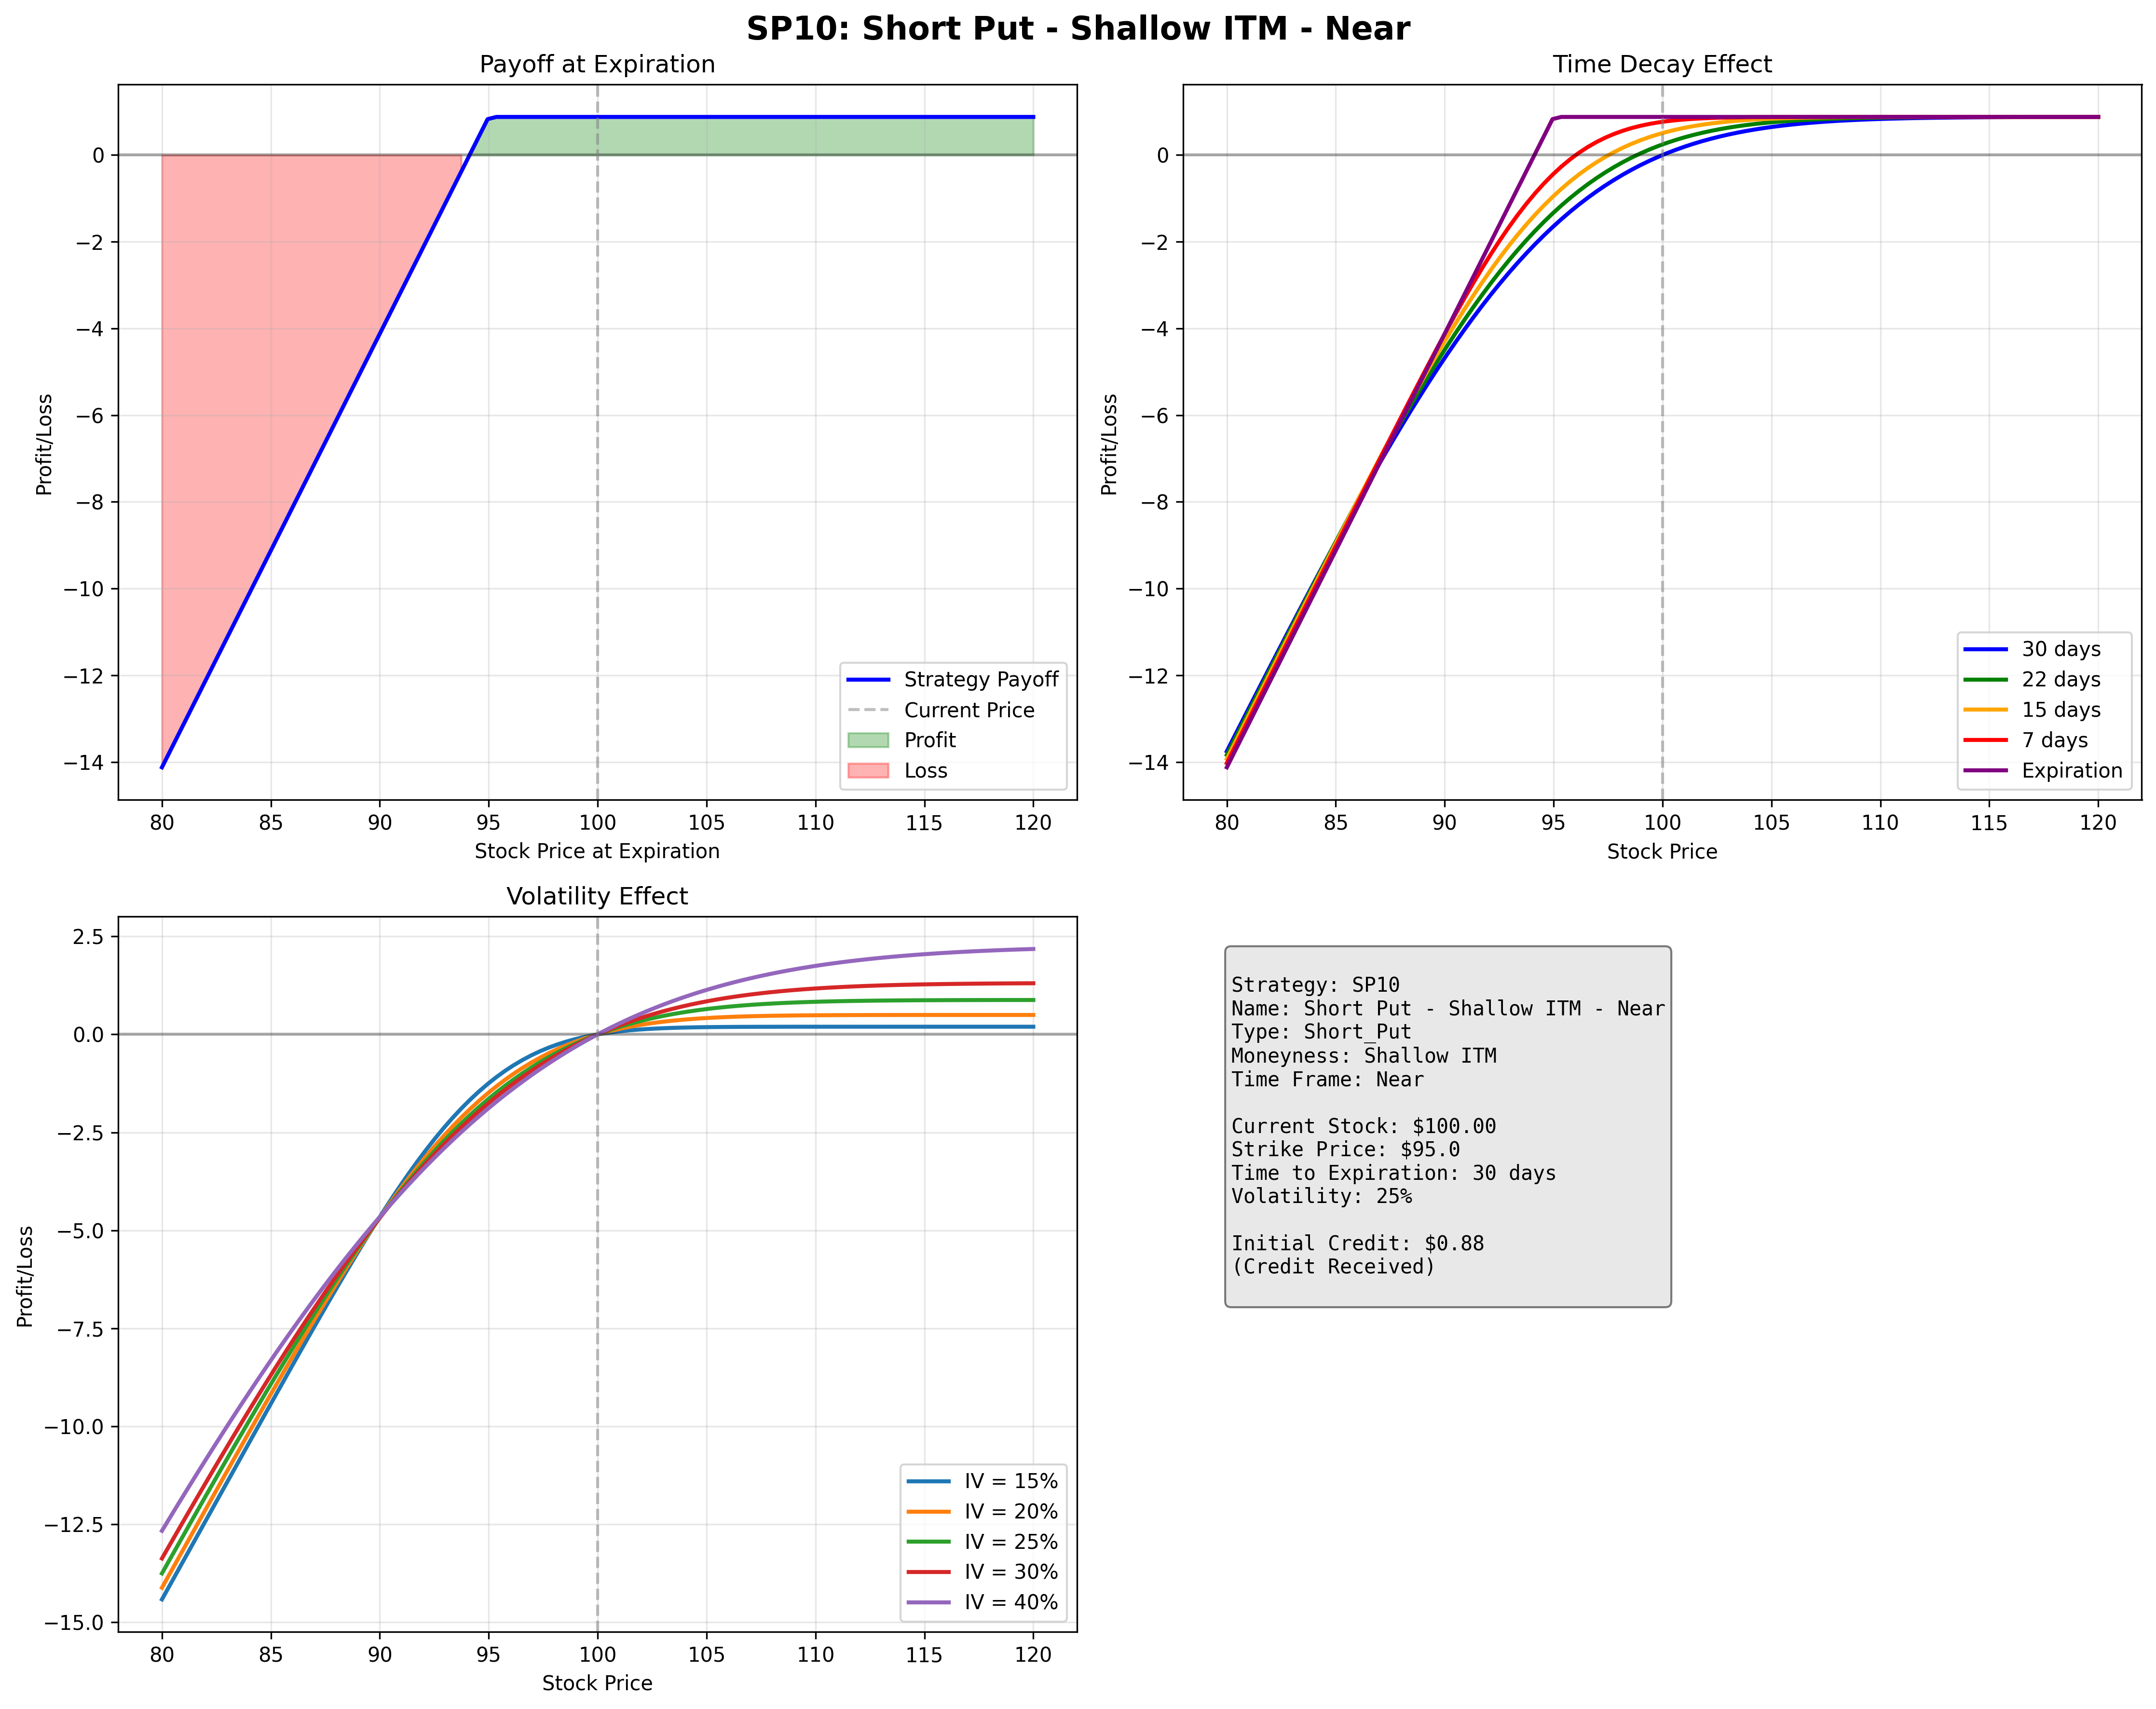 SP10: Short Put - Shallow ITM - Near
Payoff at Expiration
0
−2
−4
−6
−8
−10
−12
−14
Profit/Loss
80 85 90 95 100 105 110 115 120
Stock Price at Expiration
Strategy Payoff
Current Price
Profit
Loss
Time Decay Effect
0
−2
−4
−6
−8
−10
−12
−14
Profit/Loss
80 85 90 95 100 105 110 115 120
Stock Price
30 days
22 days
15 days
7 days
Expiration
Volatility Effect
2.5
0.0
−2.5
−5.0
−7.5
−10.0
−12.5
−15.0
Profit/Loss
80 85 90 95 100 105 110 115 120
Stock Price
IV = 15%
IV = 20%
IV = 25%
IV = 30%
IV = 40%
Strategy: SP10
Name: Short Put - Shallow ITM - Near
Type: Short_Put
Moneyness: Shallow ITM
Time Frame: Near
Current Stock: $100.00
Strike Price: $95.0
Time to Expiration: 30 days
Volatility: 25%
Initial Credit: $0.88
(Credit Received)